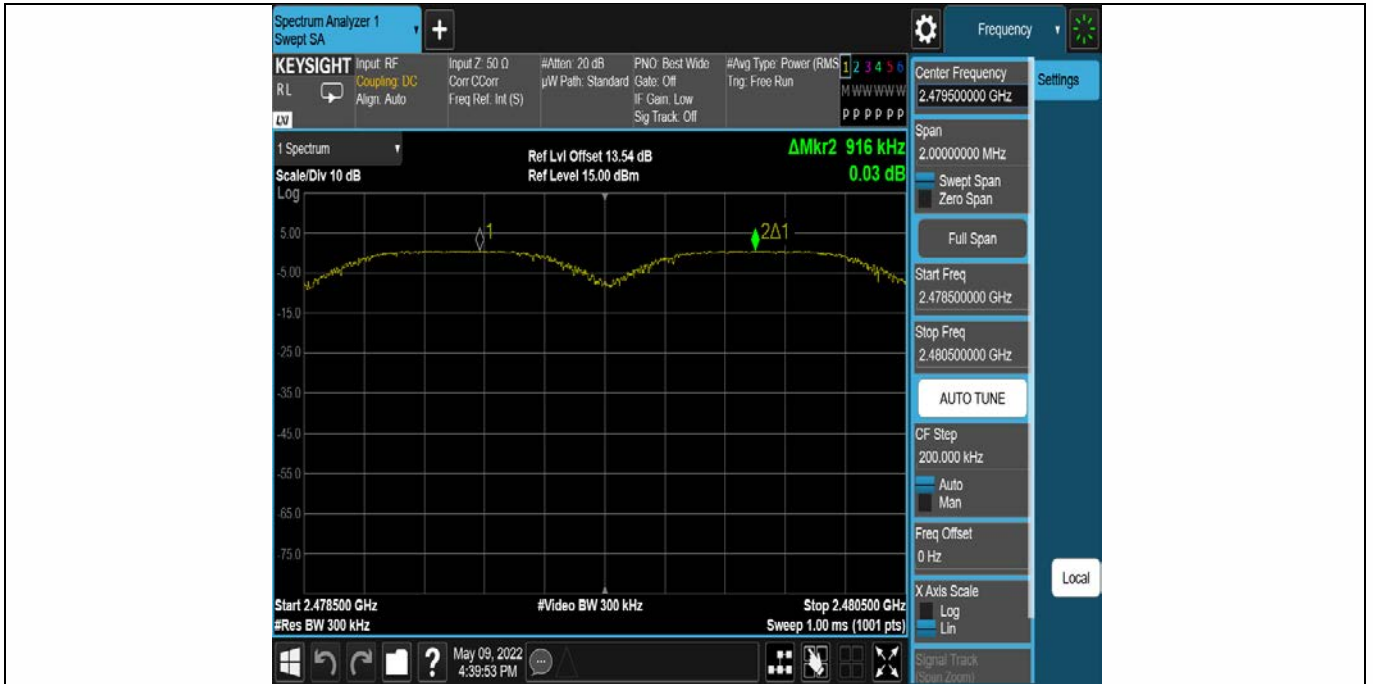 Spectrum Analyzer 1
Swept SA
+
Frequency
KEYSIGHT
RL
Input: RF
Coupling: DC
Align: Auto
Input Z: 50 Ω
Corr CCorr
Freq Ref: Int (S)
#Atten: 20 dB
µW Path: Standard
PNO: Best Wide
Gate: Off
IF Gain: Low
Sig Track: Off
#Avg Type: Power (RMS
Trig: Free Run
1 2 3 4 5 6
M W W W W W
P P P P P P
1 Spectrum
Scale/Div 10 dB
Log
Ref Lvl Offset 13.54 dB
Ref Level 15.00 dBm
ΔMkr2 916 kHz
0.03 dB
1
2Δ1
5.00
-5.00
-15.0
-25.0
-35.0
-45.0
-55.0
-65.0
-75.0
Start 2.478500 GHz
#Res BW 300 kHz
#Video BW 300 kHz
Stop 2.480500 GHz
Sweep 1.00 ms (1001 pts)
Center Frequency
2.479500000 GHz
Settings
Span
2.00000000 MHz
Swept Span
Zero Span
Full Span
Start Freq
2.478500000 GHz
Stop Freq
2.480500000 GHz
AUTO TUNE
CF Step
200.000 kHz
Auto
Man
Freq Offset
0 Hz
Local
X Axis Scale
Log
Lin
Signal Track
(Span Zoom)
?
May 09, 2022
4:39:53 PM